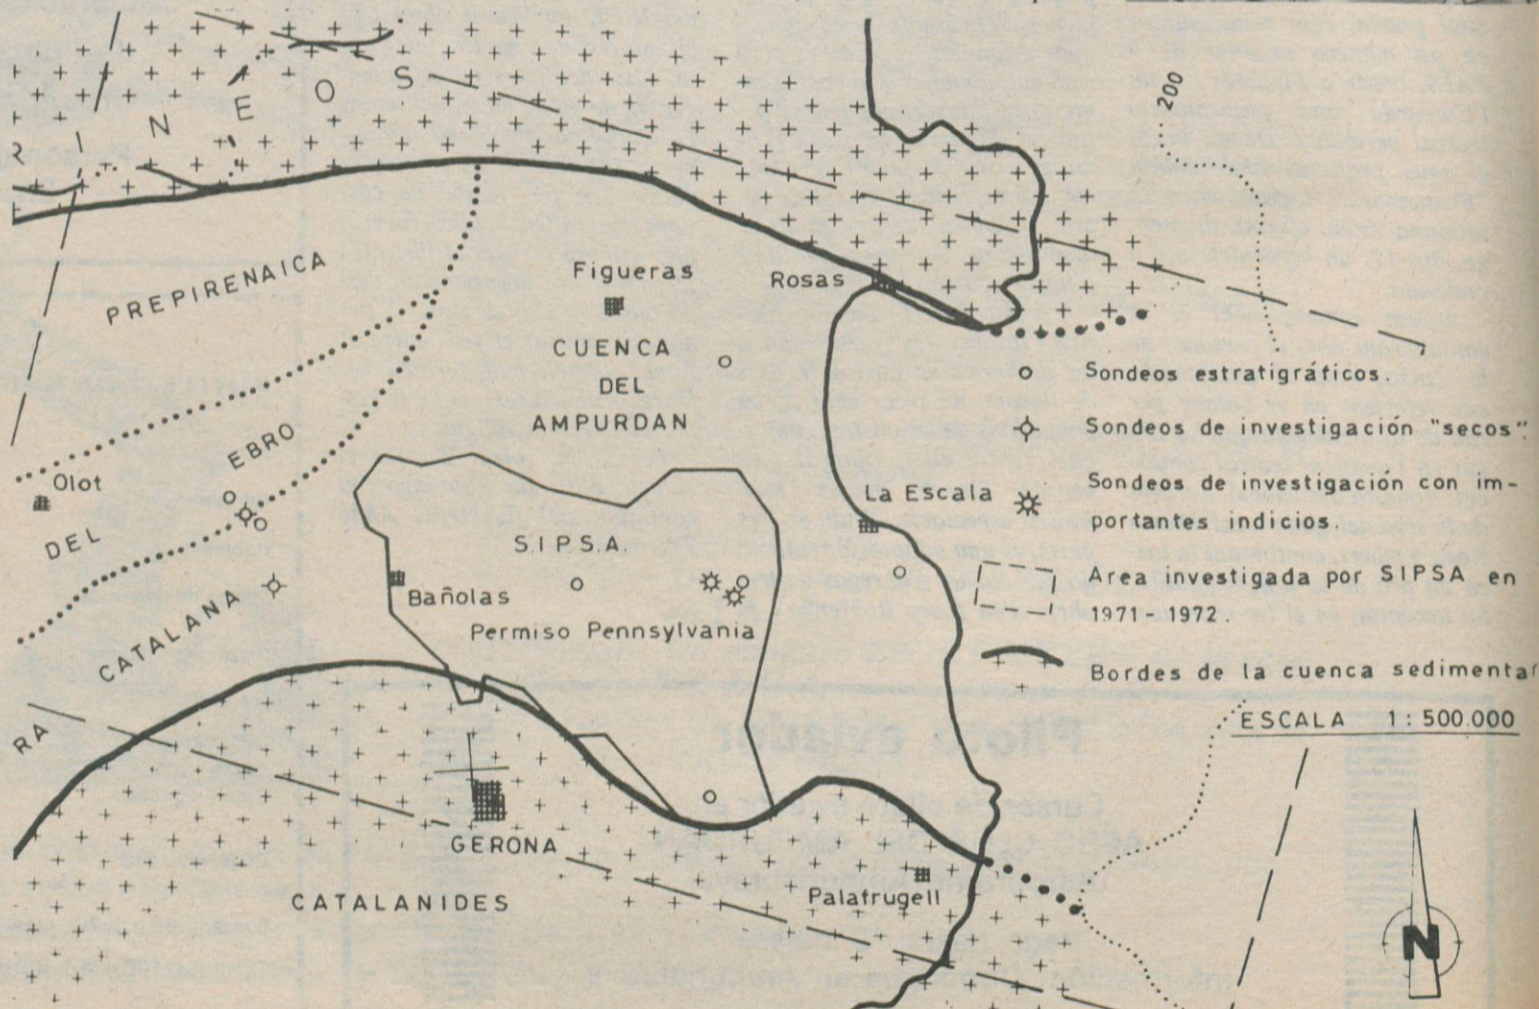 R I N E O S
200
PREPIRENAICA
Figueras
Rosas
CUENCA
DEL
AMPURDAN
Sondeos estratigráficos.
Sondeos de investigación "secos".
EBRO
Olot
DEL
La Escala
Sondeos de investigación con im-
portantes indicios.
S.I.P.S.A.
CATALANA
Bañolas
Permiso Pennsylvania
Area investigada por SIPSA en
1971-1972.
Bordes de la cuenca sedimentar
RA
ESCALA 1:500.000
GERONA
CATALANIDES
Palafrugell
N